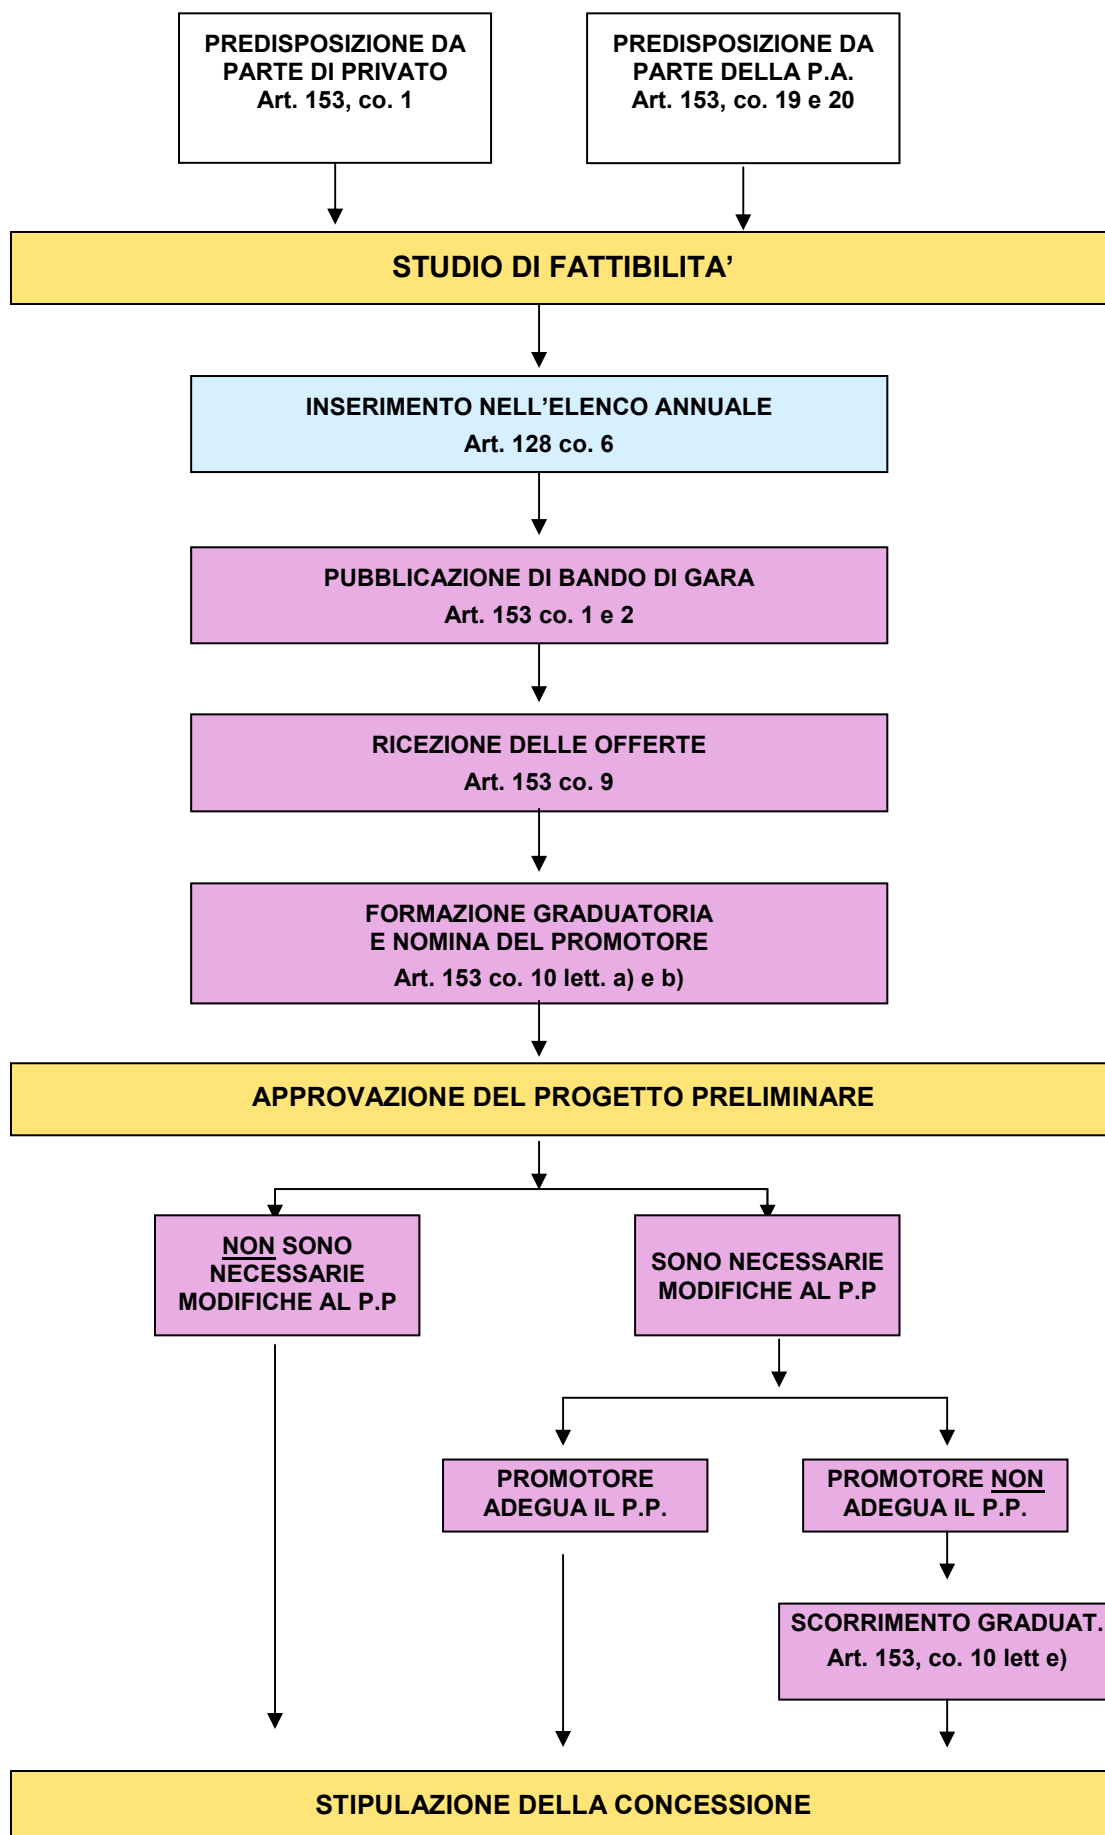 PREDISPOSIZIONE DA
PARTE DI PRIVATO
Art. 153, co. 1
PREDISPOSIZIONE DA
PARTE DELLA P.A.
Art. 153, co. 19 e 20
STUDIO DI FATTIBILITA’
INSERIMENTO NELL’ELENCO ANNUALE
Art. 128 co. 6
PUBBLICAZIONE DI BANDO DI GARA
Art. 153 co. 1 e 2
RICEZIONE DELLE OFFERTE
Art. 153 co. 9
FORMAZIONE GRADUATORIA
E NOMINA DEL PROMOTORE
Art. 153 co. 10 lett. a) e b)
APPROVAZIONE DEL PROGETTO PRELIMINARE
NON SONO
NECESSARIE
MODIFICHE AL P.P
SONO NECESSARIE
MODIFICHE AL P.P
PROMOTORE
ADEGUA IL P.P.
PROMOTORE NON
ADEGUA IL P.P.
SCORRIMENTO GRADUAT.
Art. 153, co. 10 lett e)
STIPULAZIONE DELLA CONCESSIONE